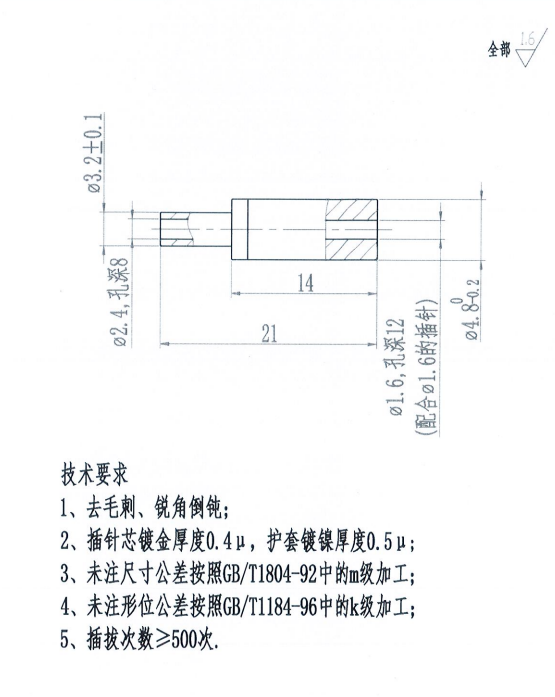 全部 1.6
ø3.2±0.1
ø2.4,孔深8
14
21
ø1.6,孔深12
(配合ø1.6的插针)
ø4.8 0 -0.2
技术要求
1、去毛刺、锐角倒钝;
2、插针芯镀金厚度0.4μ,护套镀镍厚度0.5μ;
3、未注尺寸公差按照GB/T1804-92中的m级加工;
4、未注形位公差按照GB/T1184-96中的k级加工;
5、插拔次数≥500次.